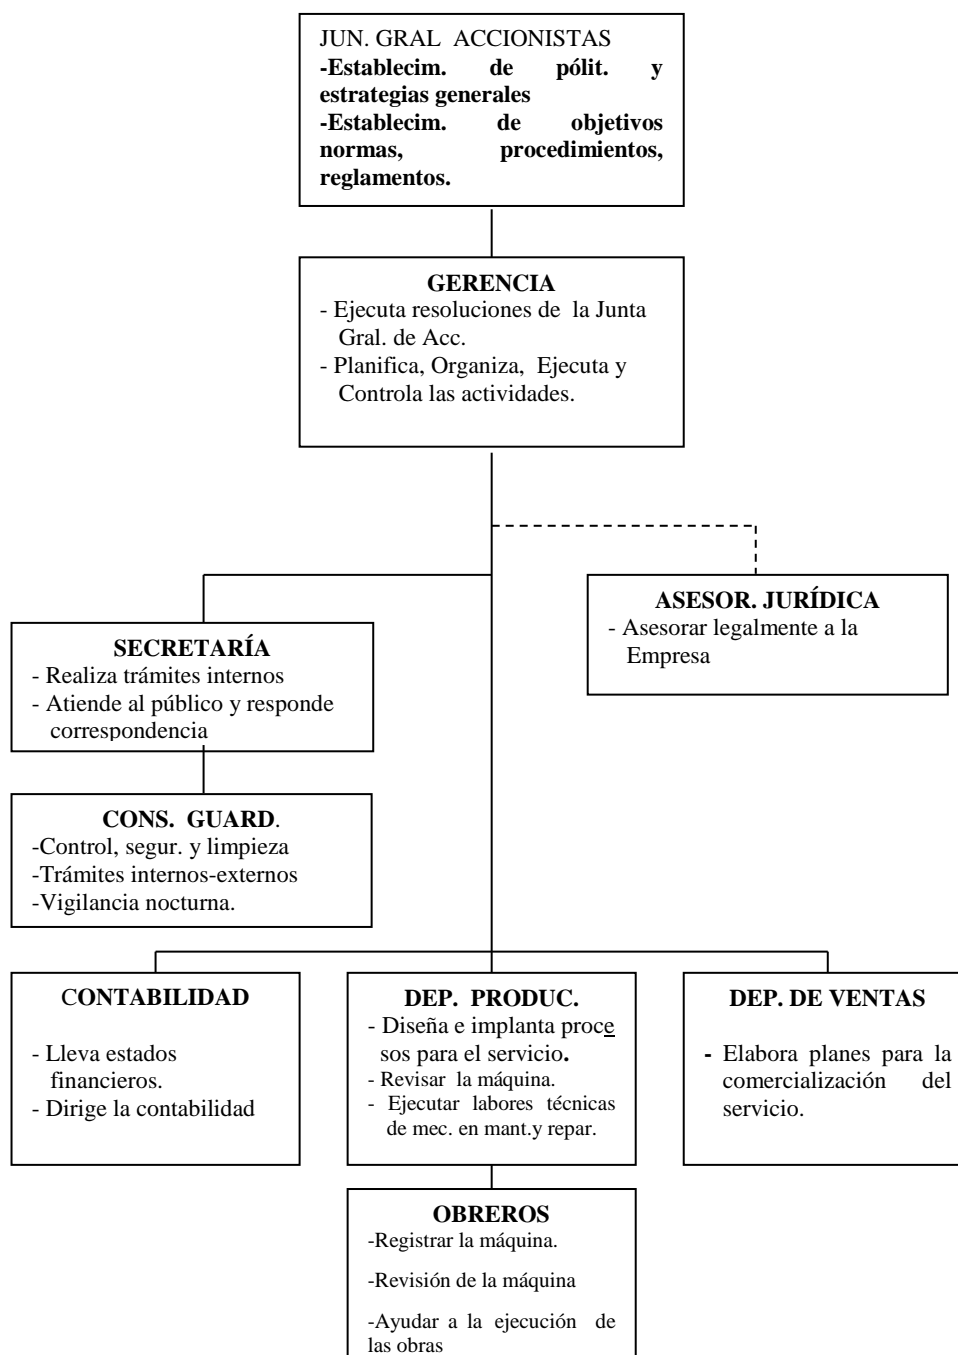 JUN. GRAL ACCIONISTAS
-Establecim. de pólit. y
estrategias generales
-Establecim. de objetivos
normas, procedimientos,
reglamentos.
GERENCIA
- Ejecuta resoluciones de la Junta
Gral. de Acc.
- Planifica, Organiza, Ejecuta y
Controla las actividades.
ASESOR. JURÍDICA
- Asesorar legalmente a la
Empresa
SECRETARÍA
- Realiza trámites internos
- Atiende al público y responde
correspondencia
CONS. GUARD.
-Control, segur. y limpieza
-Trámites internos-externos
-Vigilancia nocturna.
CONTABILIDAD
- Lleva estados
financieros.
- Dirige la contabilidad
DEP. PRODUC.
- Diseña e implanta proce
sos para el servicio.
- Revisar la máquina.
- Ejecutar labores técnicas
de mec. en mant.y repar.
DEP. DE VENTAS
- Elabora planes para la
comercialización del
servicio.
OBREROS
-Registrar la máquina.
-Revisión de la máquina
-Ayudar a la ejecución de
las obras